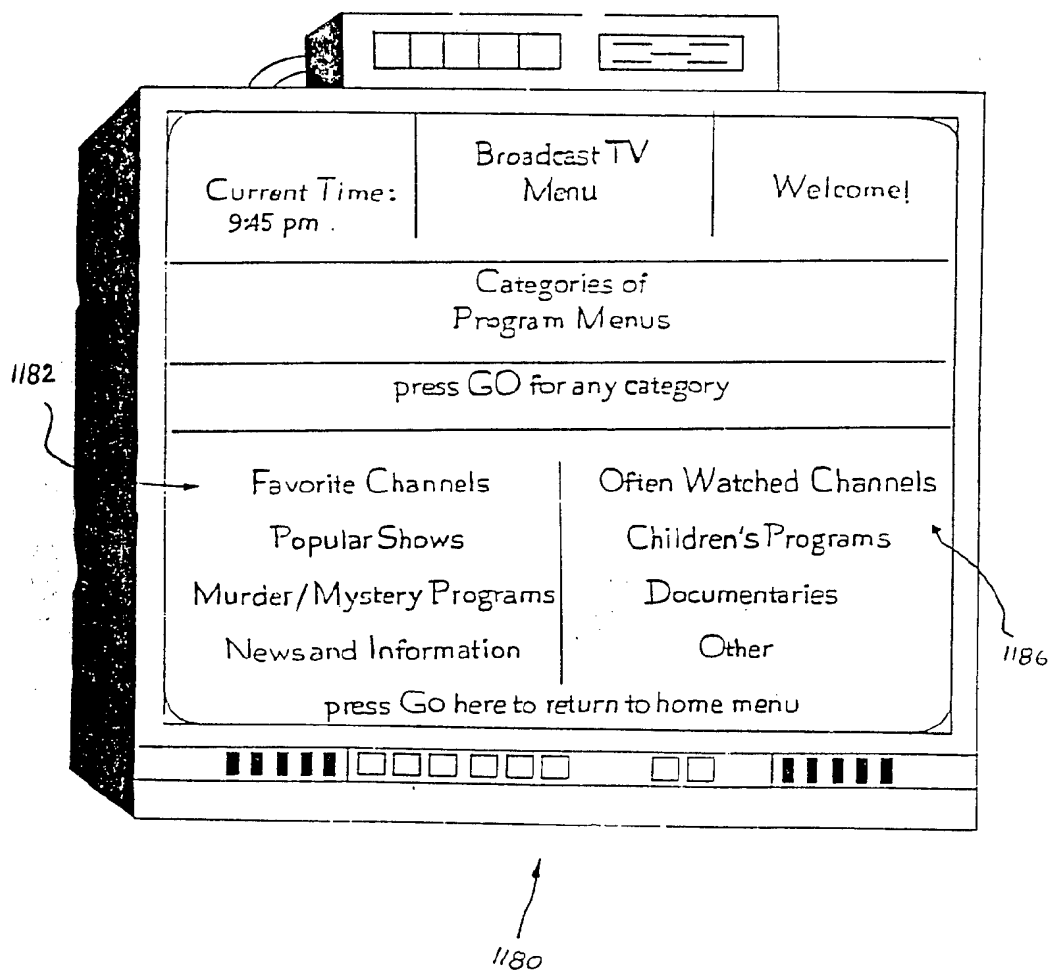 Current Time:
9:45 pm.
Broadcast TV
Menu
Welcome!
Categories of
Program Menus
press GO for any category
1182
Favorite Channels
Popular Shows
Murder/Mystery Programs
News and Information
Often Watched Channels
Children's Programs
Documentaries
Other
1186
press Go here to return to home menu
1180